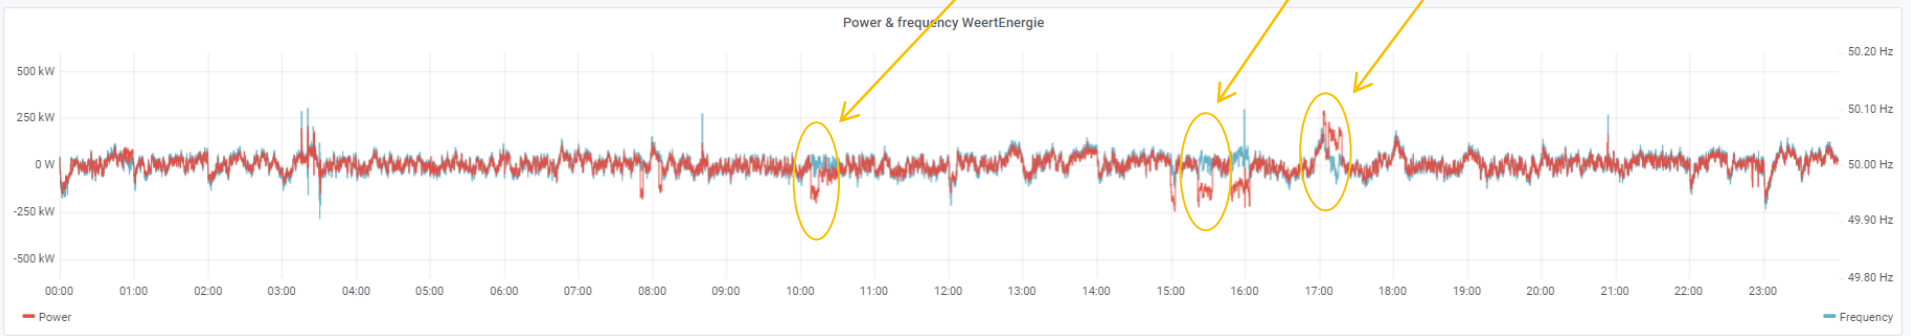 Power & frequency WeertEnergie
50.20 Hz
500 kW
50.10 Hz
250 kW
0 W
50.00 Hz
-250 kW
49.90 Hz
-500 kW
49.80 Hz
00:00 01:00 02:00 03:00 04:00 05:00 06:00 07:00 08:00 09:00 10:00 11:00 12:00 13:00 14:00 15:00 16:00 17:00 18:00 19:00 20:00 21:00 22:00 23:00
Power
Frequency